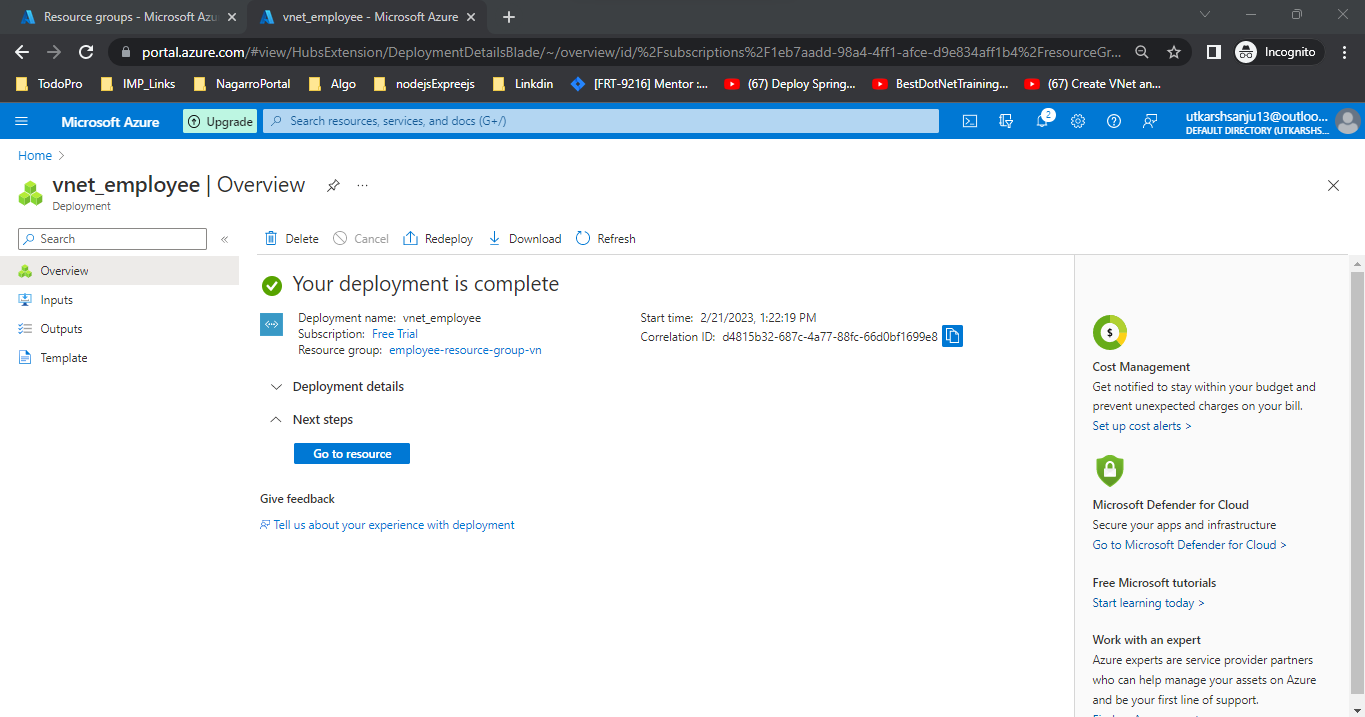 Resource groups - Microsoft Azu
vnet_employee - Microsoft Azure
portal.azure.com/#view/HubsExtension/DeploymentDetailsBlade/~/overview/id/%2Fsubscriptions%2F1eb7aadd-98a4-4ff1-afce-d9e834aff1b4%2FresourceGr...
Incognito
TodoPro IMP_Links NagarroPortal Algo nodejsExpreejs Linkdin [FRT-9216] Mentor :... (67) Deploy Spring... BestDotNetTraining... (67) Create VNet an...
Microsoft Azure
Upgrade
Search resources, services, and docs (G+/)
2
utkarshsanju13@outloo...
DEFAULT DIRECTORY (UTKARSHS...
Home >
vnet_employee | Overview ...
Deployment
Search «
Overview
Inputs
Outputs
Template
Delete Cancel Redeploy Download Refresh
Your deployment is complete
Deployment name: vnet_employee
Subscription: Free Trial
Resource group: employee-resource-group-vn
Start time: 2/21/2023, 1:22:19 PM
Correlation ID: d4815b32-687c-4a77-88fc-66d0bf1699e8
Deployment details
Next steps
Go to resource
Give feedback
Tell us about your experience with deployment
$
Cost Management
Get notified to stay within your budget and
prevent unexpected charges on your bill.
Set up cost alerts >
Microsoft Defender for Cloud
Secure your apps and infrastructure
Go to Microsoft Defender for Cloud >
Free Microsoft tutorials
Start learning today >
Work with an expert
Azure experts are service provider partners
who can help manage your assets on Azure
and be your first line of support.